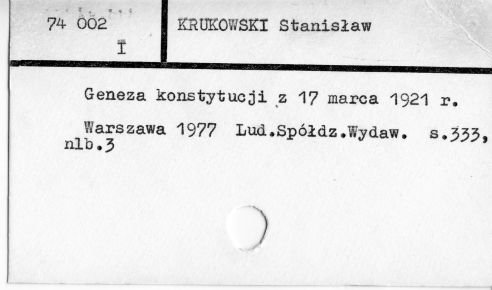 74 002
I
KRUKOWSKI Stanisław
Geneza konstytucji z 17 marca 1921 r.
Warszawa 1977 Lud.Spółdz.Wydaw. s.333,
nlb.3